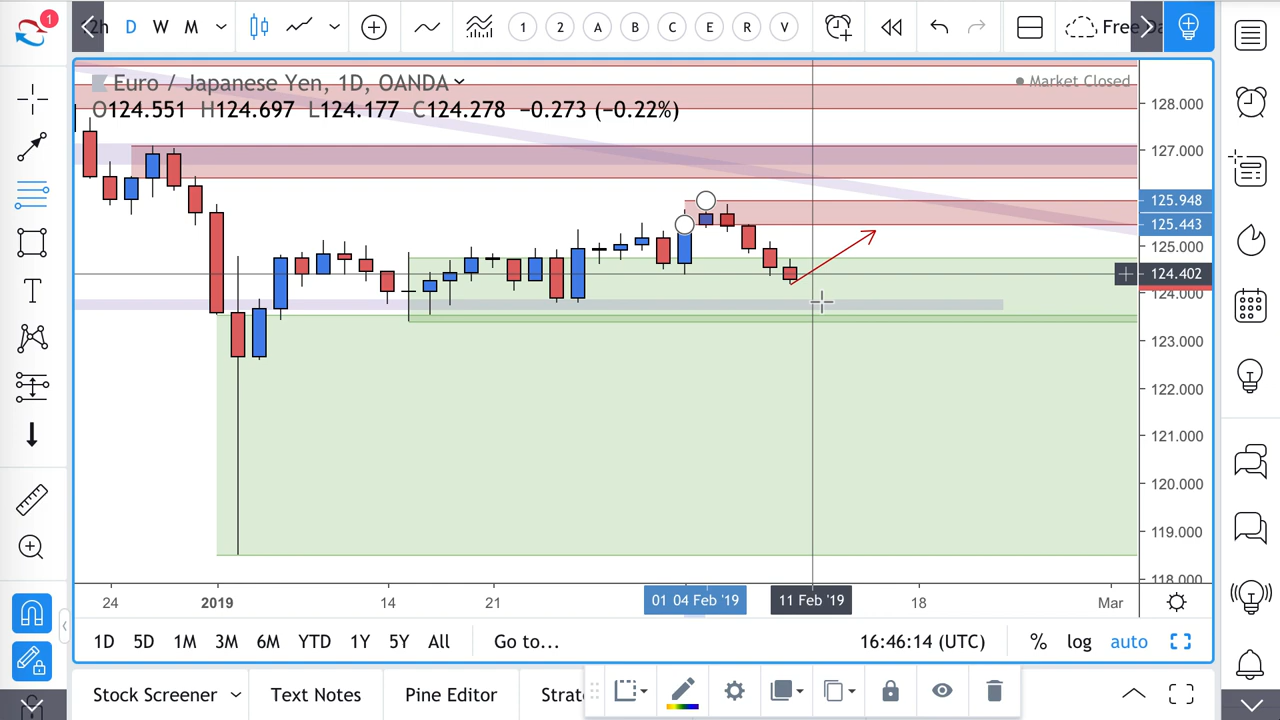 1
h D W M
1 2 A B C E R V
Free
Euro / Japanese Yen, 1D, OANDA
Market Closed
O124.551 H124.697 L124.177 C124.278 −0.273 (−0.22%)
128.000
127.000
125.948
125.443
125.000
124.402
124.000
123.000
122.000
121.000
120.000
119.000
118.000
24 2019 14 21 01 04 Feb '19 11 Feb '19 18 Mar
1D 5D 1M 3M 6M YTD 1Y 5Y All Go to... 16:46:14 (UTC) % log auto
Stock Screener Text Notes Pine Editor
T